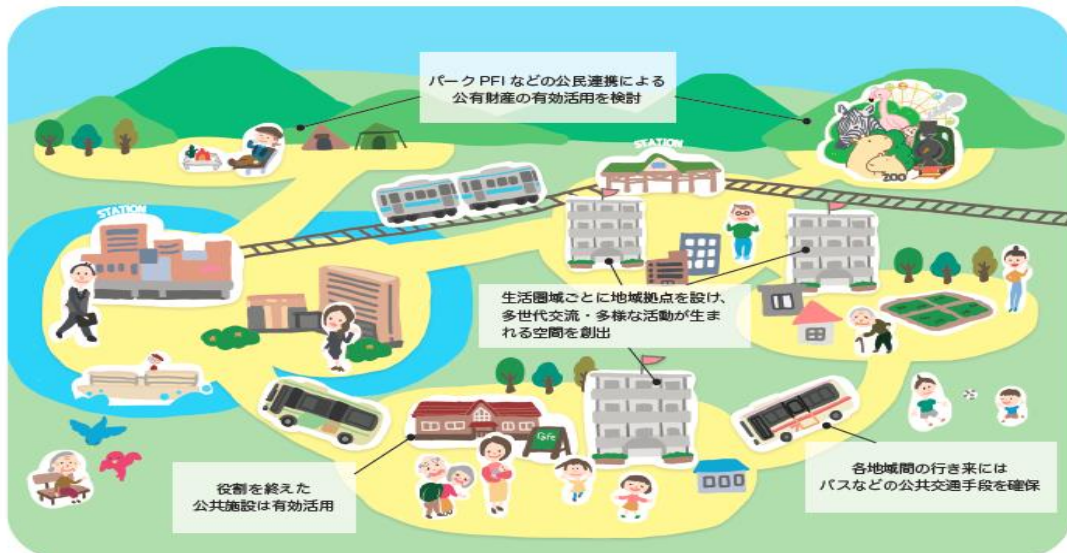 パーク PFI などの公民連携による
公有財産の有効活用を検討
STATION
ZOO
STATION
生活圏域ごとに地域拠点を設け、
多世代交流・多様な活動が生ま
れる空間を創出
Cafe
役割を終えた
公共施設は有効活用
各地域間の行き来には
バスなどの公共交通手段を確保